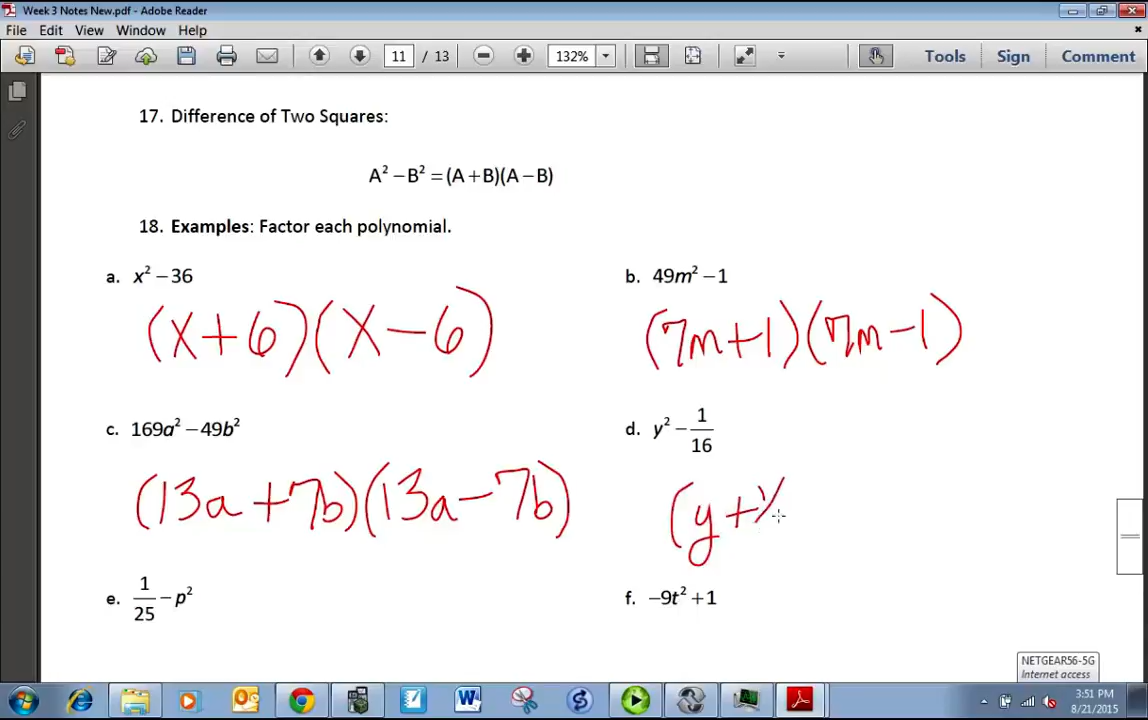 Week 3 Notes New.pdf - Adobe Reader
File Edit View Window Help
11 / 13 132% Tools Sign Comment
17. Difference of Two Squares:
A² − B² = (A + B)(A − B)
18. Examples: Factor each polynomial.
a. x² − 36 b. 49m² − 1
(x + 6)(x − 6) (7m + 1)(7m − 1)
c. 169a² − 49b² d. y² − 1/16
(13a + 7b)(13a − 7b) (y + 
e. 1/25 − p² f. −9t² + 1
NETGEAR56-5G
Internet access
3:51 PM
8/21/2015